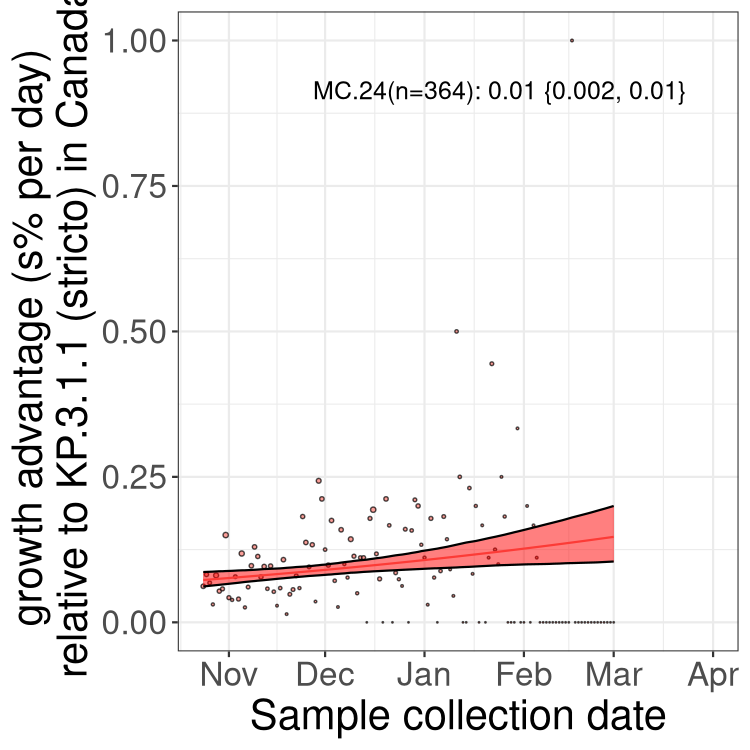 growth advantage (s% per day)
relative to KP.3.1.1 (stricto) in Canada
1.00
0.75
0.50
0.25
0.00
MC.24(n=364): 0.01 {0.002, 0.01}
Nov Dec Jan Feb Mar Apr
Sample collection date